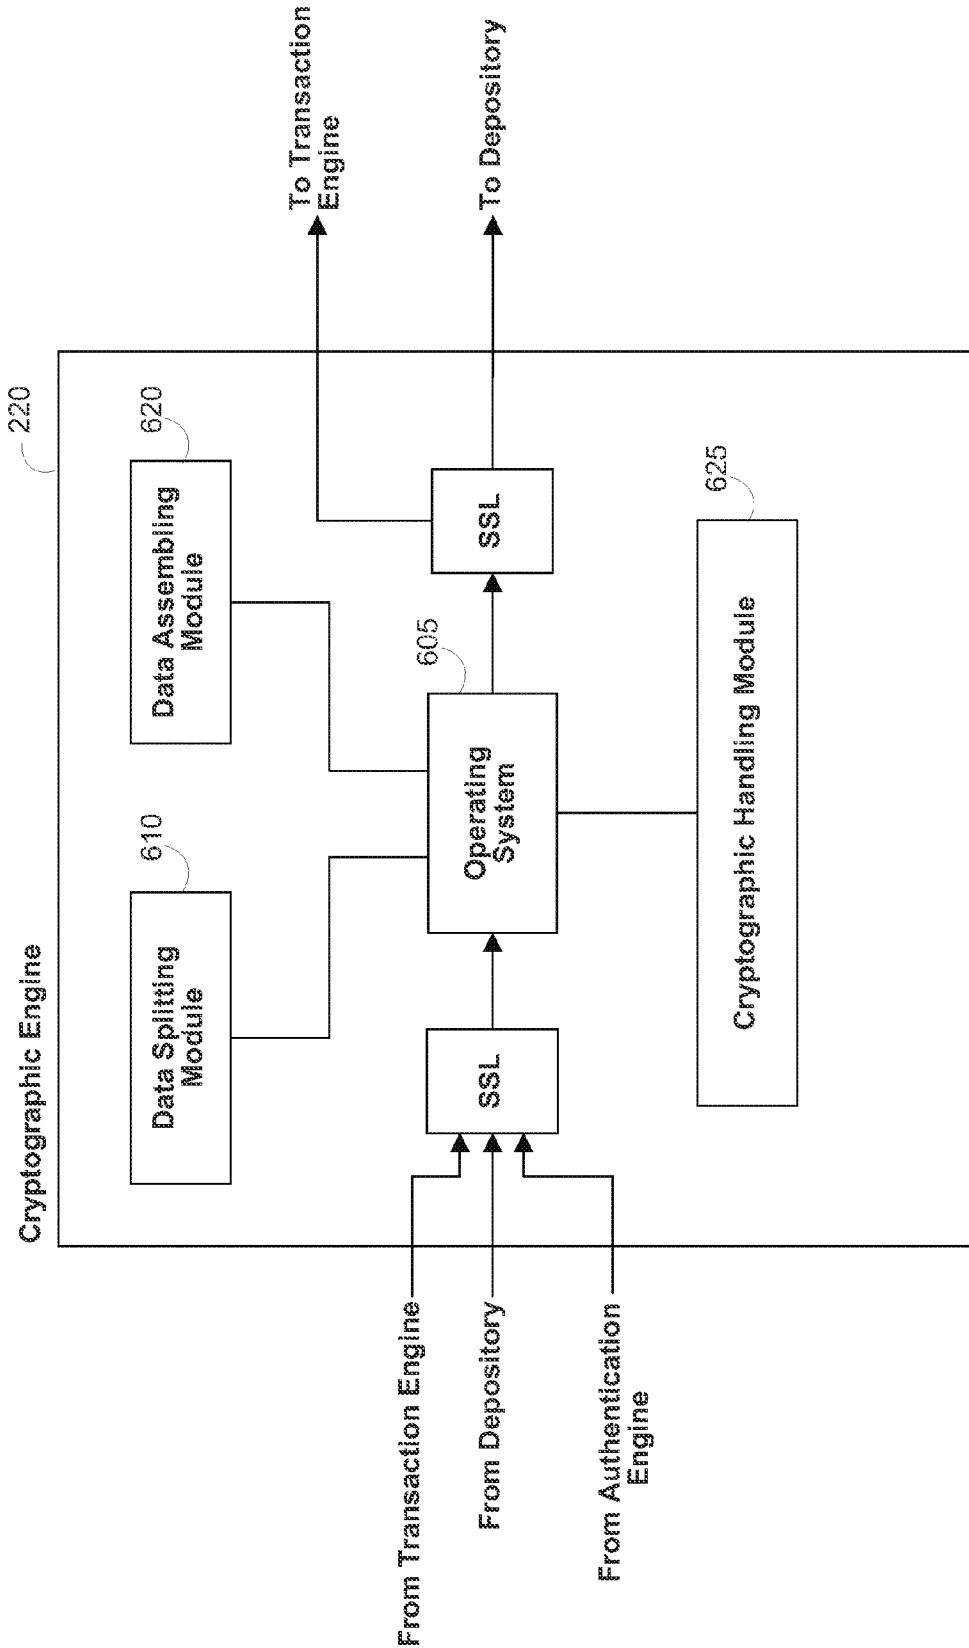 Cryptographic Engine
220
Data Splitting
Module
610
Data Assembling
Module
620
To Transaction
Engine
From Transaction Engine
From Depository
From Authentication
Engine
SSL
Operating
System
605
SSL
To Depository
Cryptographic Handling Module
625